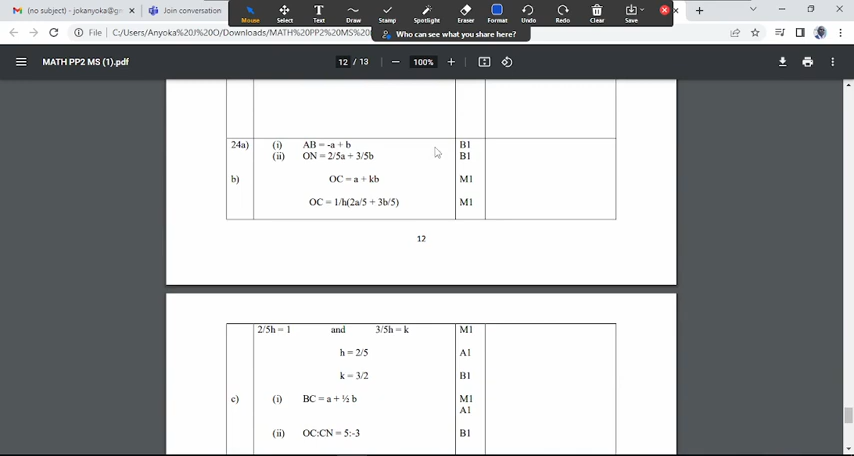 (no subject) - jokanyoka@gm
Join conversation
Mouse
Select
Text
Draw
Stamp
Spotlight
Eraser
Format
Undo
Redo
Clear
Save
File
C:/Users/Anyoka%20J%20O/Downloads/MATH%20PP2%20MS%20
Who can see what you share here?
MATH PP2 MS (1).pdf
12 / 13
100%
24a) (i) AB = -a + b B1
(ii) ON = 2/5a + 3/5b B1
b) OC = a + kb M1
OC = 1/h(2a/5 + 3b/5) M1
12
2/5h = 1 and 3/5h = k M1
h = 2/5 A1
k = 3/2 B1
c) (i) BC = a + ½ b M1
A1
(ii) OC:CN = 5:-3 B1